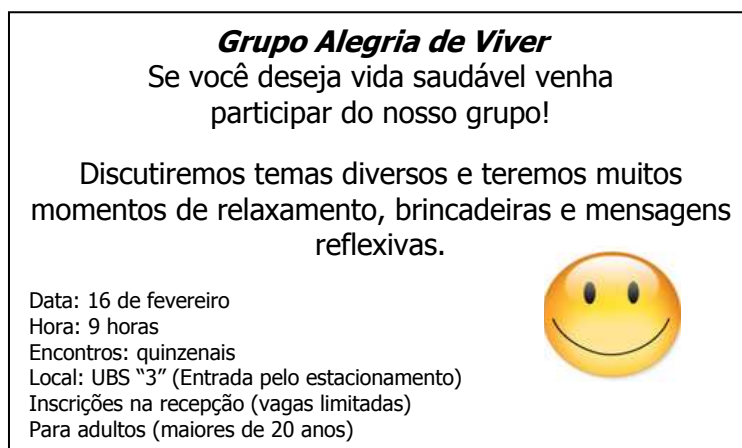 Grupo Alegria de Viver
Se você deseja vida saudável venha
participar do nosso grupo!
Discutiremos temas diversos e teremos muitos
momentos de relaxamento, brincadeiras e mensagens
reflexivas.
Data: 16 de fevereiro
Hora: 9 horas
Encontros: quinzenais
Local: UBS “3” (Entrada pelo estacionamento)
Inscrições na recepção (vagas limitadas)
Para adultos (maiores de 20 anos)